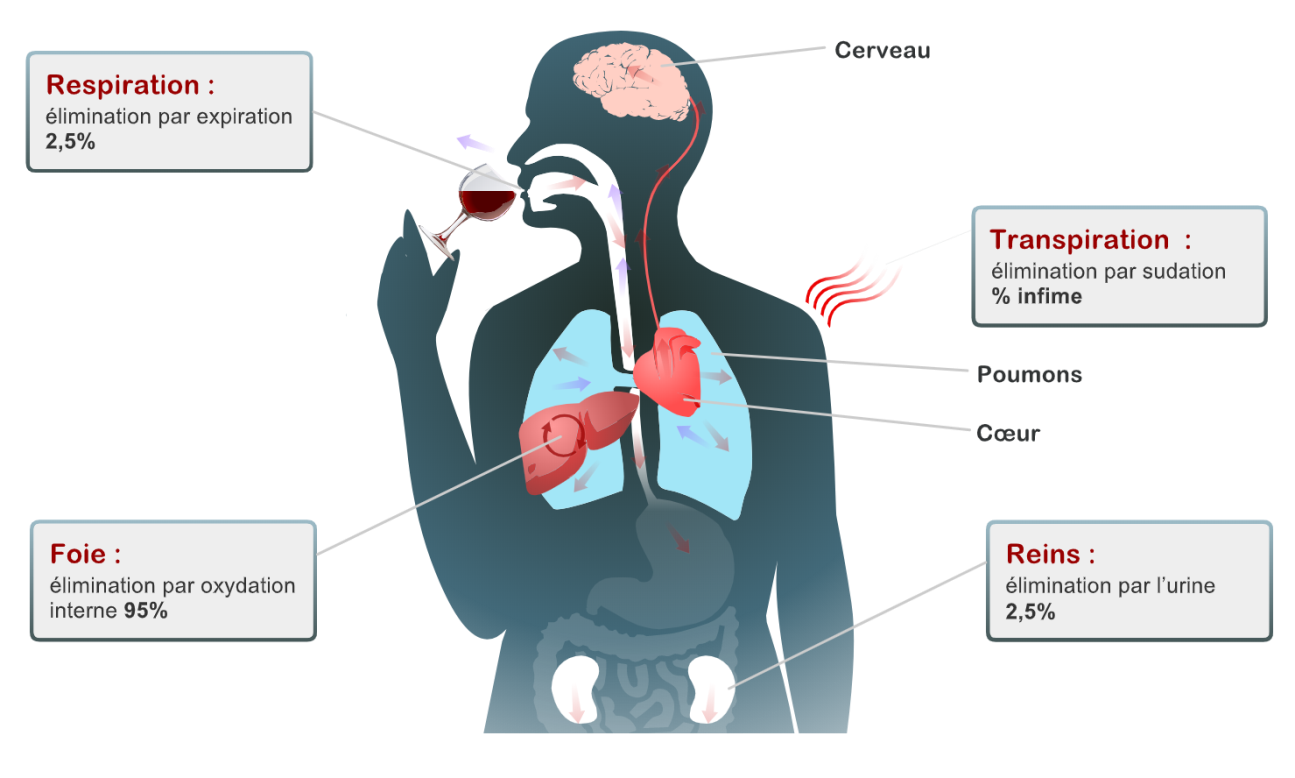 Cerveau
Respiration :
élimination par expiration
2,5%
Transpiration :
élimination par sudation
% infime
Poumons
Cœur
Foie :
élimination par oxydation
interne 95%
Reins :
élimination par l'urine
2,5%